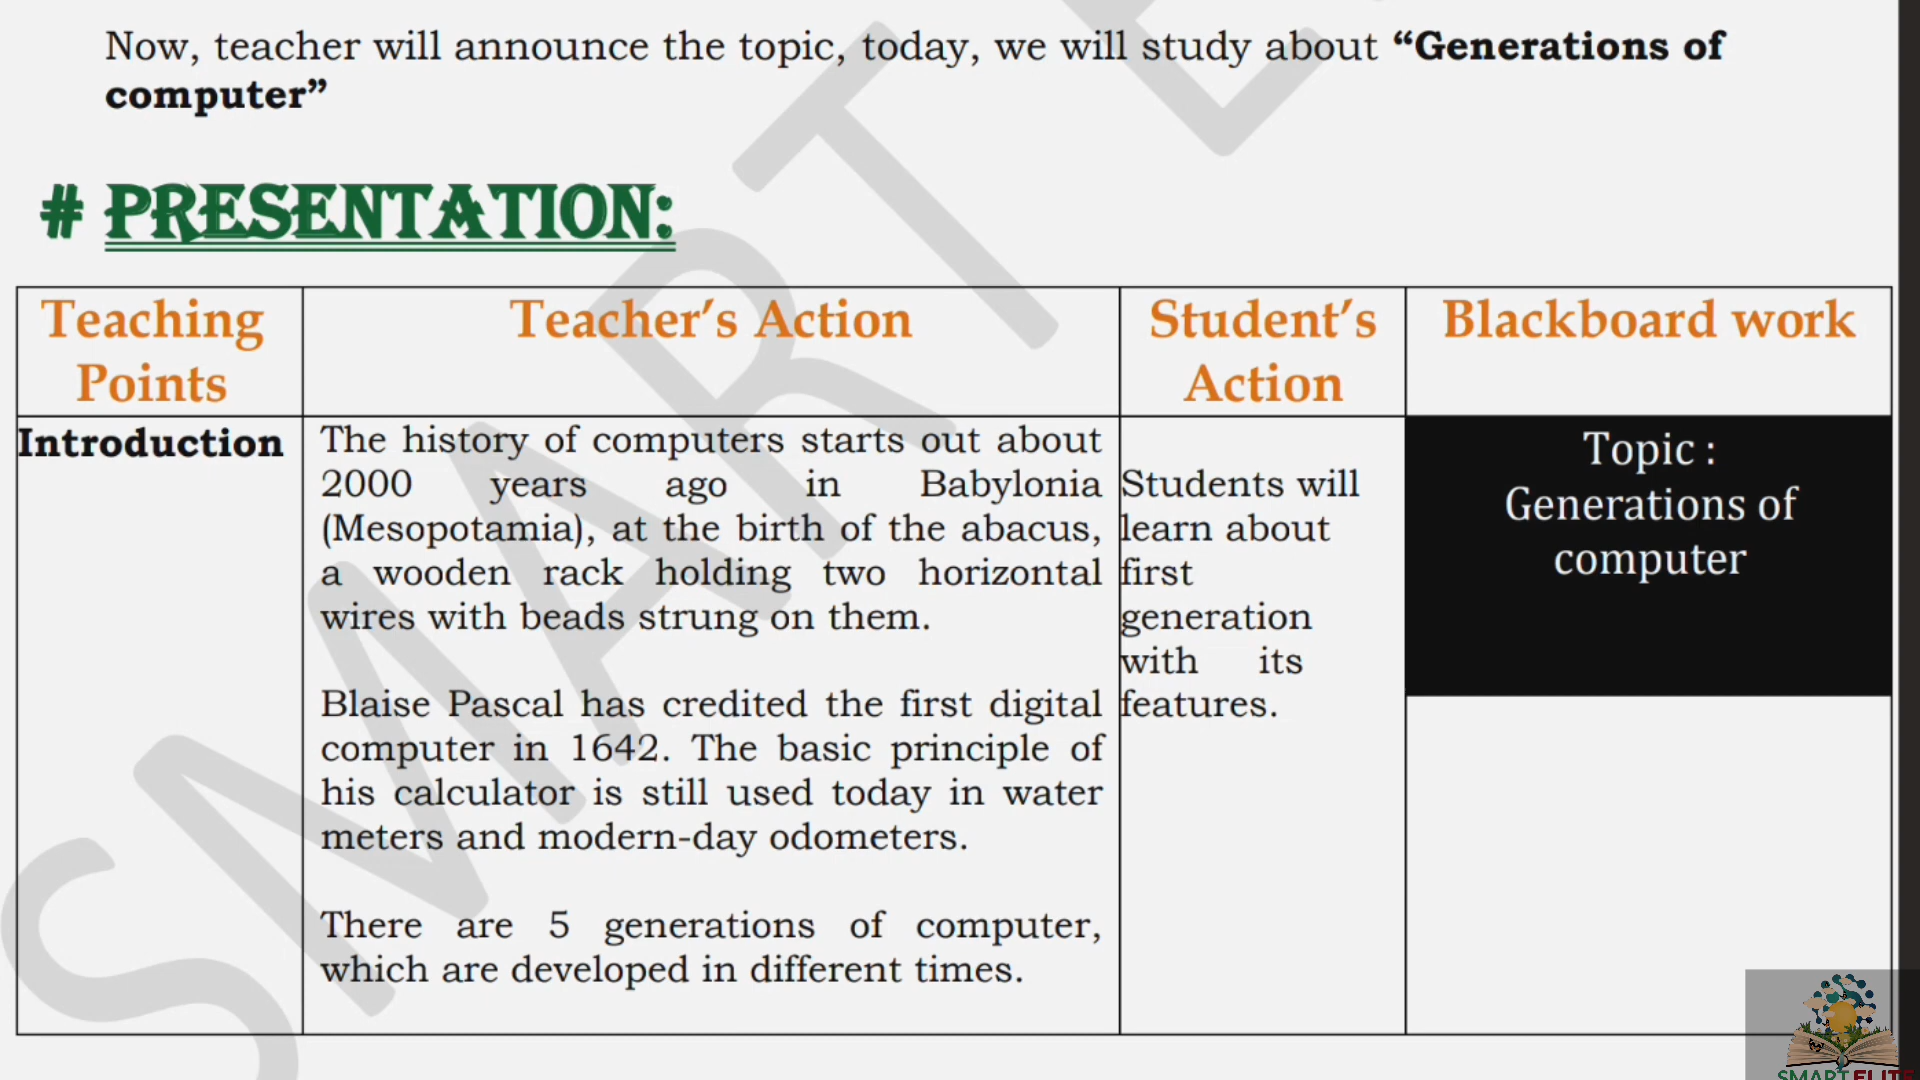 Now, teacher will announce the topic, today, we will study about “Generations of
computer”
# PRESENTATION:
Teaching
Points
Teacher’s Action
Student’s
Action
Blackboard work
Introduction
The history of computers starts out about
2000 years ago in Babylonia
(Mesopotamia), at the birth of the abacus,
a wooden rack holding two horizontal
wires with beads strung on them.
Blaise Pascal has credited the first digital
computer in 1642. The basic principle of
his calculator is still used today in water
meters and modern-day odometers.
There are 5 generations of computer,
which are developed in different times.
Students will
learn about
first
generation
with its
features.
Topic :
Generations of
computer
SMART E
SMART ELITE